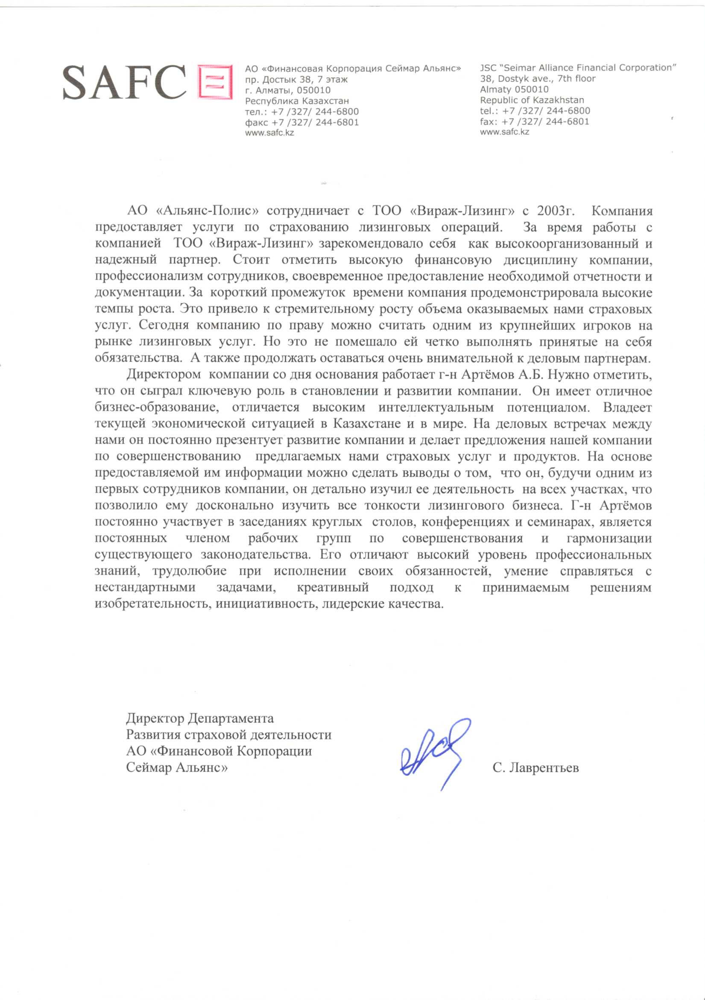 SAFC
АО «Финансовая Корпорация Сеймар Альянс»
пр. Достык 38, 7 этаж
г. Алматы, 050010
Республика Казахстан
тел.: +7 /327/ 244-6800
факс +7 /327/ 244-6801
www.safc.kz
JSC “Seimar Alliance Financial Corporation”
38, Dostyk ave., 7th floor
Almaty 050010
Republic of Kazakhstan
tel.: +7 /327/ 244-6800
fax: +7 /327/ 244-6801
www.safc.kz
АО «Альянс-Полис» сотрудничает с ТОО «Вираж-Лизинг» с 2003г. Компания
предоставляет услуги по страхованию лизинговых операций. За время работы с
компанией ТОО «Вираж-Лизинг» зарекомендовало себя как высокоорганизованный и
надежный партнер. Стоит отметить высокую финансовую дисциплину компании,
профессионализм сотрудников, своевременное предоставление необходимой отчетности и
документации. За короткий промежуток времени компания продемонстрировала высокие
темпы роста. Это привело к стремительному росту объема оказываемых нами страховых
услуг. Сегодня компанию по праву можно считать одним из крупнейших игроков на
рынке лизинговых услуг. Но это не помешало ей четко выполнять принятые на себя
обязательства. А также продолжать оставаться очень внимательной к деловым партнерам.
Директором компании со дня основания работает г-н Артёмов А.Б. Нужно отметить,
что он сыграл ключевую роль в становлении и развитии компании. Он имеет отличное
бизнес-образование, отличается высоким интеллектуальным потенциалом. Владеет
текущей экономической ситуацией в Казахстане и в мире. На деловых встречах между
нами он постоянно презентует развитие компании и делает предложения нашей компании
по совершенствованию предлагаемых нами страховых услуг и продуктов. На основе
предоставляемой им информации можно сделать выводы о том, что он, будучи одним из
первых сотрудников компании, он детально изучил ее деятельность на всех участках, что
позволило ему досконально изучить все тонкости лизингового бизнеса. Г-н Артёмов
постоянно участвует в заседаниях круглых столов, конференциях и семинарах, является
постоянных членом рабочих групп по совершенствования и гармонизации
существующего законодательства. Его отличают высокий уровень профессиональных
знаний, трудолюбие при исполнении своих обязанностей, умение справляться с
нестандартными задачами, креативный подход к принимаемым решениям
изобретательность, инициативность, лидерские качества.
Директор Департамента
Развития страховой деятельности
АО «Финансовой Корпорации
Сеймар Альянс»
С. Лаврентьев